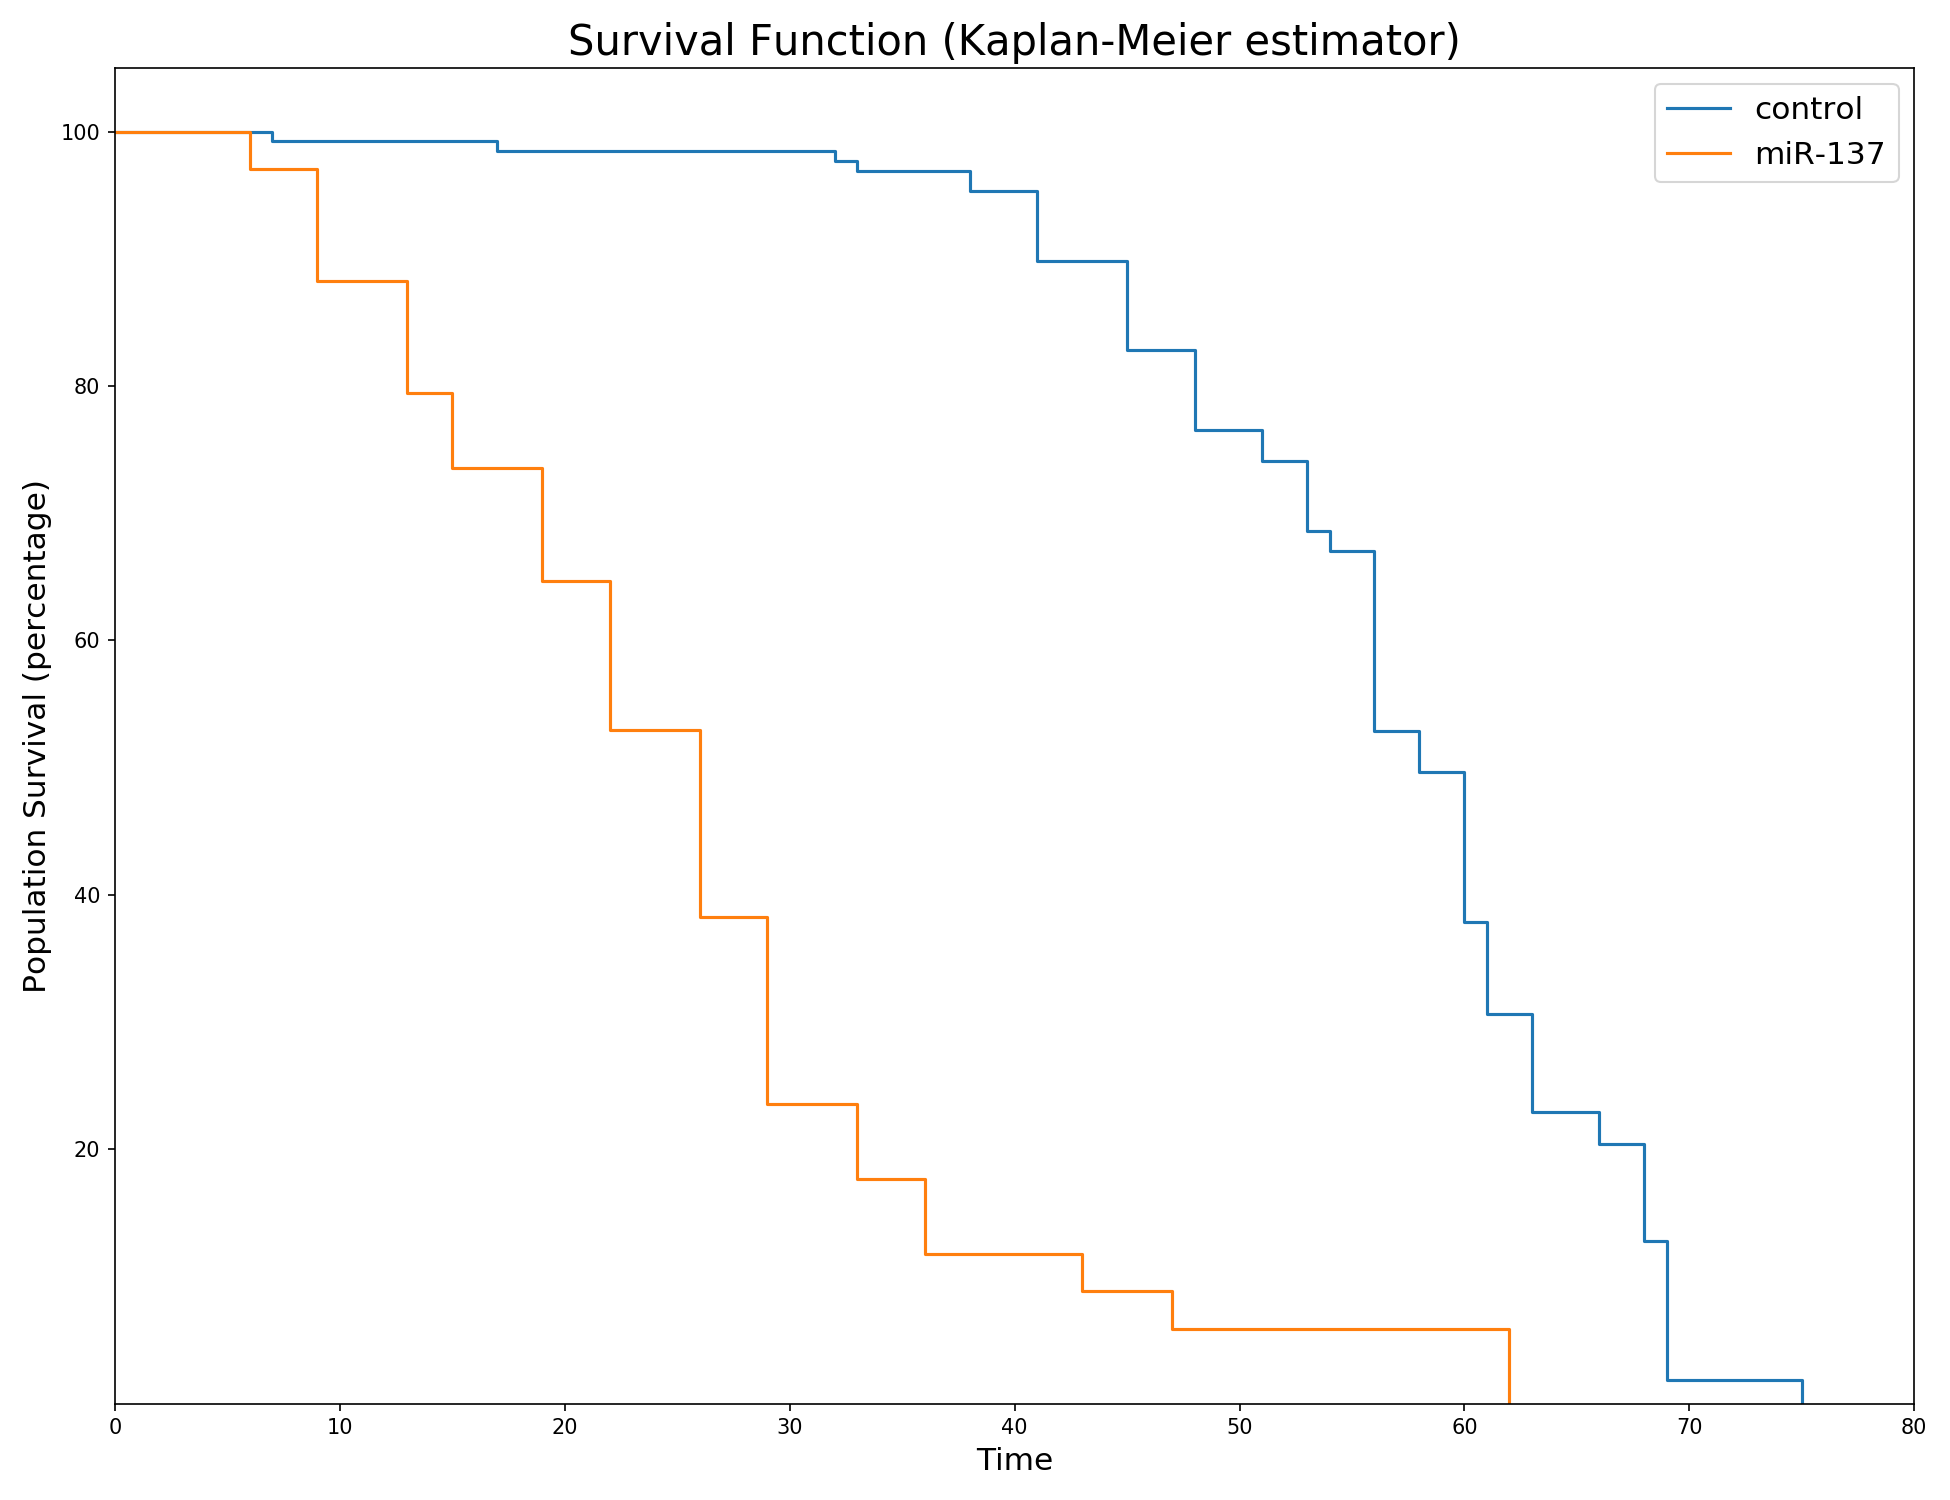 Survival Function (Kaplan-Meier estimator)
control
miR-137
Population Survival (percentage)
100
80
60
40
20
0 10 20 30 40 50 60 70 80
Time